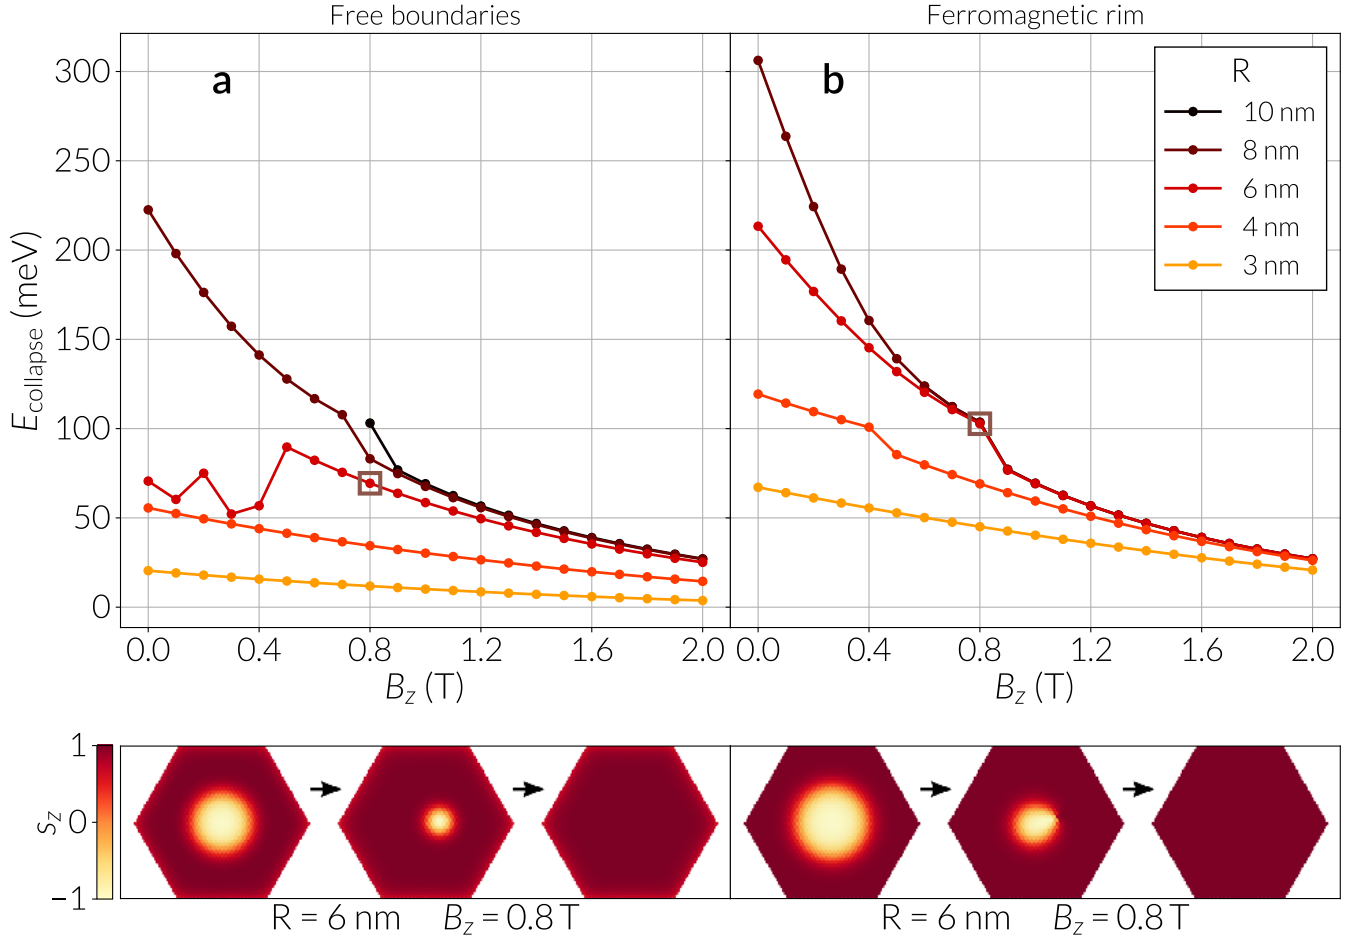 Free boundaries
Ferromagnetic rim
a
b
R
10 nm
8 nm
6 nm
4 nm
3 nm
E_collapse (meV)
300
250
200
150
100
50
0
0.0 0.4 0.8 1.2 1.6 2.0
0.0 0.4 0.8 1.2 1.6 2.0
B_z (T)
B_z (T)
s_z
1
0
−1
R = 6 nm B_z = 0.8 T
R = 6 nm B_z = 0.8 T